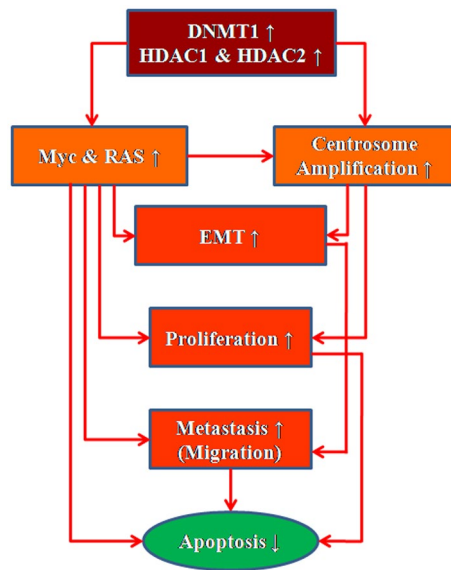 DNMT1 ↑
HDAC1 & HDAC2 ↑
Myc & RAS ↑
Centrosome
Amplification ↑
EMT ↑
Proliferation ↑
Metastasis ↑
(Migration)
Apoptosis ↓